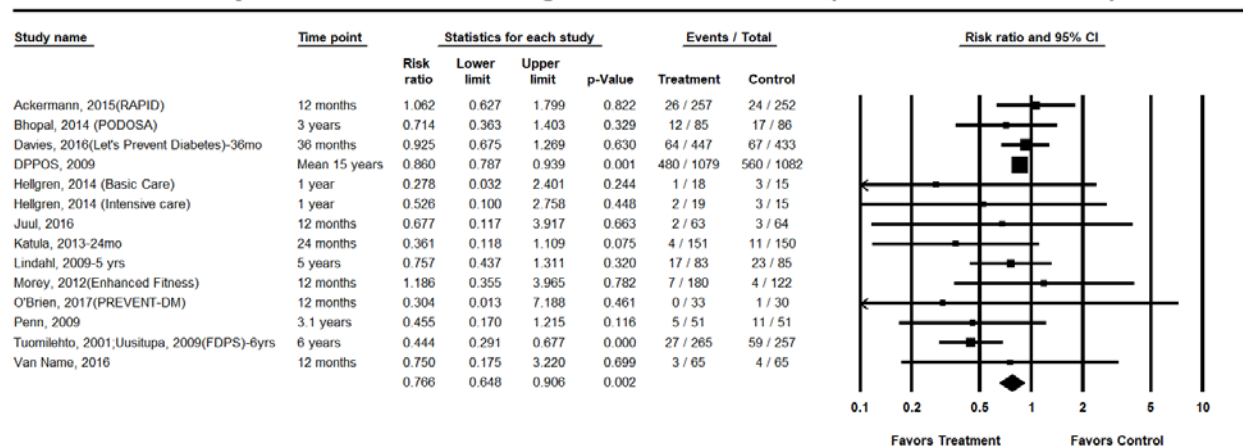 Study name Time point Statistics for each study Events / Total Risk ratio and 95% CI
Risk ratio Lower limit Upper limit p-Value Treatment Control
Ackermann, 2015(RAPID) 12 months 1.062 0.627 1.799 0.822 26 / 257 24 / 252
Bhopal, 2014 (PODOSA) 3 years 0.714 0.363 1.403 0.329 12 / 85 17 / 86
Davies, 2016(Let's Prevent Diabetes)-36mo 36 months 0.925 0.675 1.269 0.630 64 / 447 67 / 433
DPPOS, 2009 Mean 15 years 0.860 0.787 0.939 0.001 480 / 1079 560 / 1082
Hellgren, 2014 (Basic Care) 1 year 0.278 0.032 2.401 0.244 1 / 18 3 / 15
Hellgren, 2014 (Intensive care) 1 year 0.526 0.100 2.758 0.448 2 / 19 3 / 15
Juul, 2016 12 months 0.677 0.117 3.917 0.663 2 / 63 3 / 64
Katula, 2013-24mo 24 months 0.361 0.118 1.109 0.075 4 / 151 11 / 150
Lindahl, 2009-5 yrs 5 years 0.757 0.437 1.311 0.320 17 / 83 23 / 85
Morey, 2012(Enhanced Fitness) 12 months 1.186 0.355 3.965 0.782 7 / 180 4 / 122
O'Brien, 2017(PREVENT-DM) 12 months 0.304 0.013 7.188 0.461 0 / 33 1 / 30
Penn, 2009 3.1 years 0.455 0.170 1.215 0.116 5 / 51 11 / 51
Tuomilehto, 2001;Uusitupa, 2009(FDPS)-6yrs 6 years 0.444 0.291 0.677 0.000 27 / 265 59 / 257
Van Name, 2016 12 months 0.750 0.175 3.220 0.699 3 / 65 4 / 65
0.766 0.648 0.906 0.002
0.1 0.2 0.5 1 2 5 10
Favors Treatment Favors Control